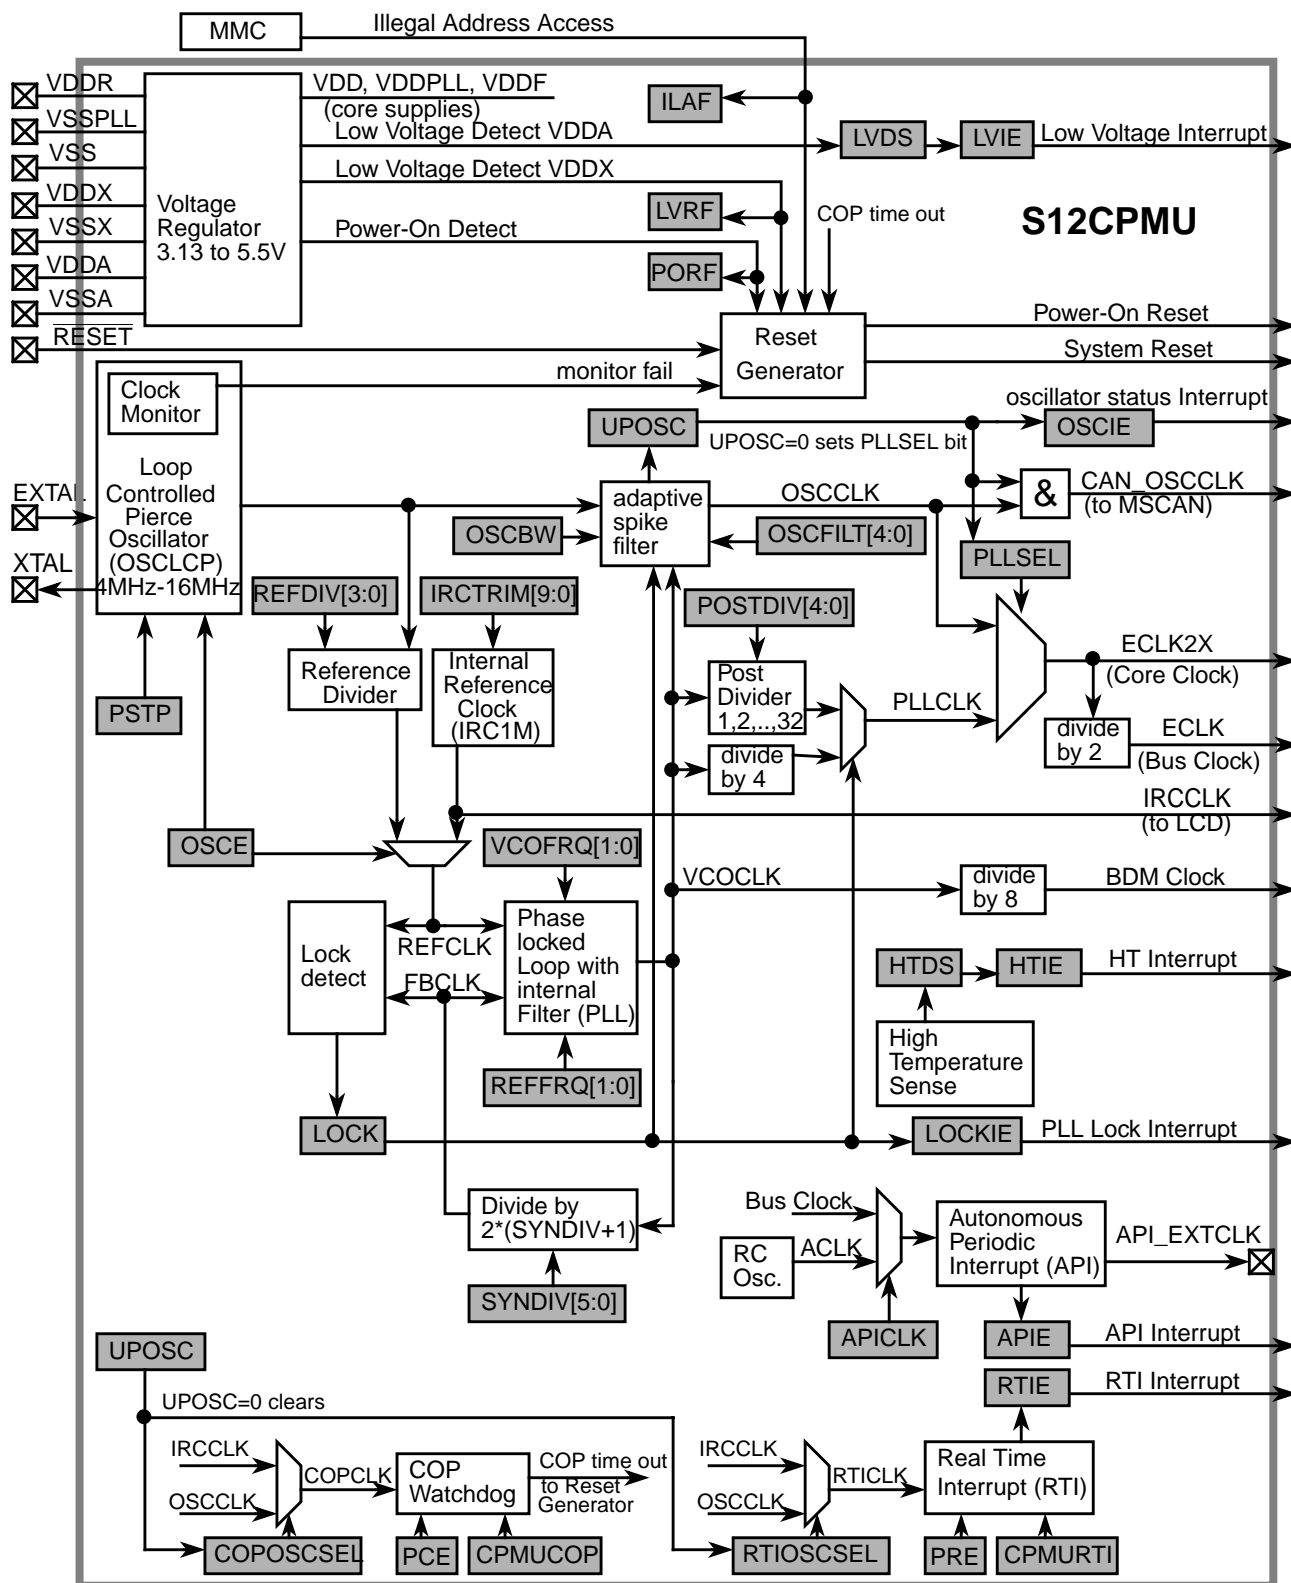 MMC
Illegal Address Access
VDDR
VSSPLL
VSS
VDDX
VSSX
VDDA
VSSA
RESET
Voltage
Regulator
3.13 to 5.5V
VDD, VDDPLL, VDDF
(core supplies)
Low Voltage Detect VDDA
Low Voltage Detect VDDX
Power-On Detect
ILAF
LVRF
PORF
COP time out
LVDS
LVIE
Low Voltage Interrupt
S12CPMU
Reset
Generator
Power-On Reset
System Reset
monitor fail
Clock
Monitor
Loop
Controlled
Pierce
Oscillator
(OSCLCP)
4MHz-16MHz
EXTAL
XTAL
UPOSC
UPOSC=0 sets PLLSEL bit
oscillator status Interrupt
OSCIE
adaptive
spike
filter
OSCBW
OSCCLK
OSCFILT[4:0]
&
CAN_OSCCLK
(to MSCAN)
PLLSEL
REFDIV[3:0]
IRCTRIM[9:0]
POSTDIV[4:0]
Reference
Divider
Internal
Reference
Clock
(IRC1M)
Post
Divider
1,2,..,32
divide
by 4
PLLCLK
ECLK2X
(Core Clock)
divide
by 2
ECLK
(Bus Clock)
IRCCLK
(to LCD)
PSTP
OSCE
VCOFRQ[1:0]
VCOCLK
divide
by 8
BDM Clock
Lock
detect
REFCLK
FBCLK
Phase
locked
Loop with
internal
Filter (PLL)
REFFRQ[1:0]
HTDS
HTIE
HT Interrupt
High
Temperature
Sense
LOCK
LOCKIE
PLL Lock Interrupt
Divide by
2*(SYNDIV+1)
SYNDIV[5:0]
Bus Clock
RC
Osc.
ACLK
APICLK
Autonomous
Periodic
Interrupt (API)
API_EXTCLK
APIE
API Interrupt
RTIE
RTI Interrupt
UPOSC
UPOSC=0 clears
IRCCLK
OSCCLK
COPCLK
COP
Watchdog
COP time out
to Reset
Generator
COPOSCSEL
PCE
CPMUCOP
IRCCLK
OSCCLK
RTICLK
Real Time
Interrupt (RTI)
RTIOSCSEL
PRE
CPMURTI